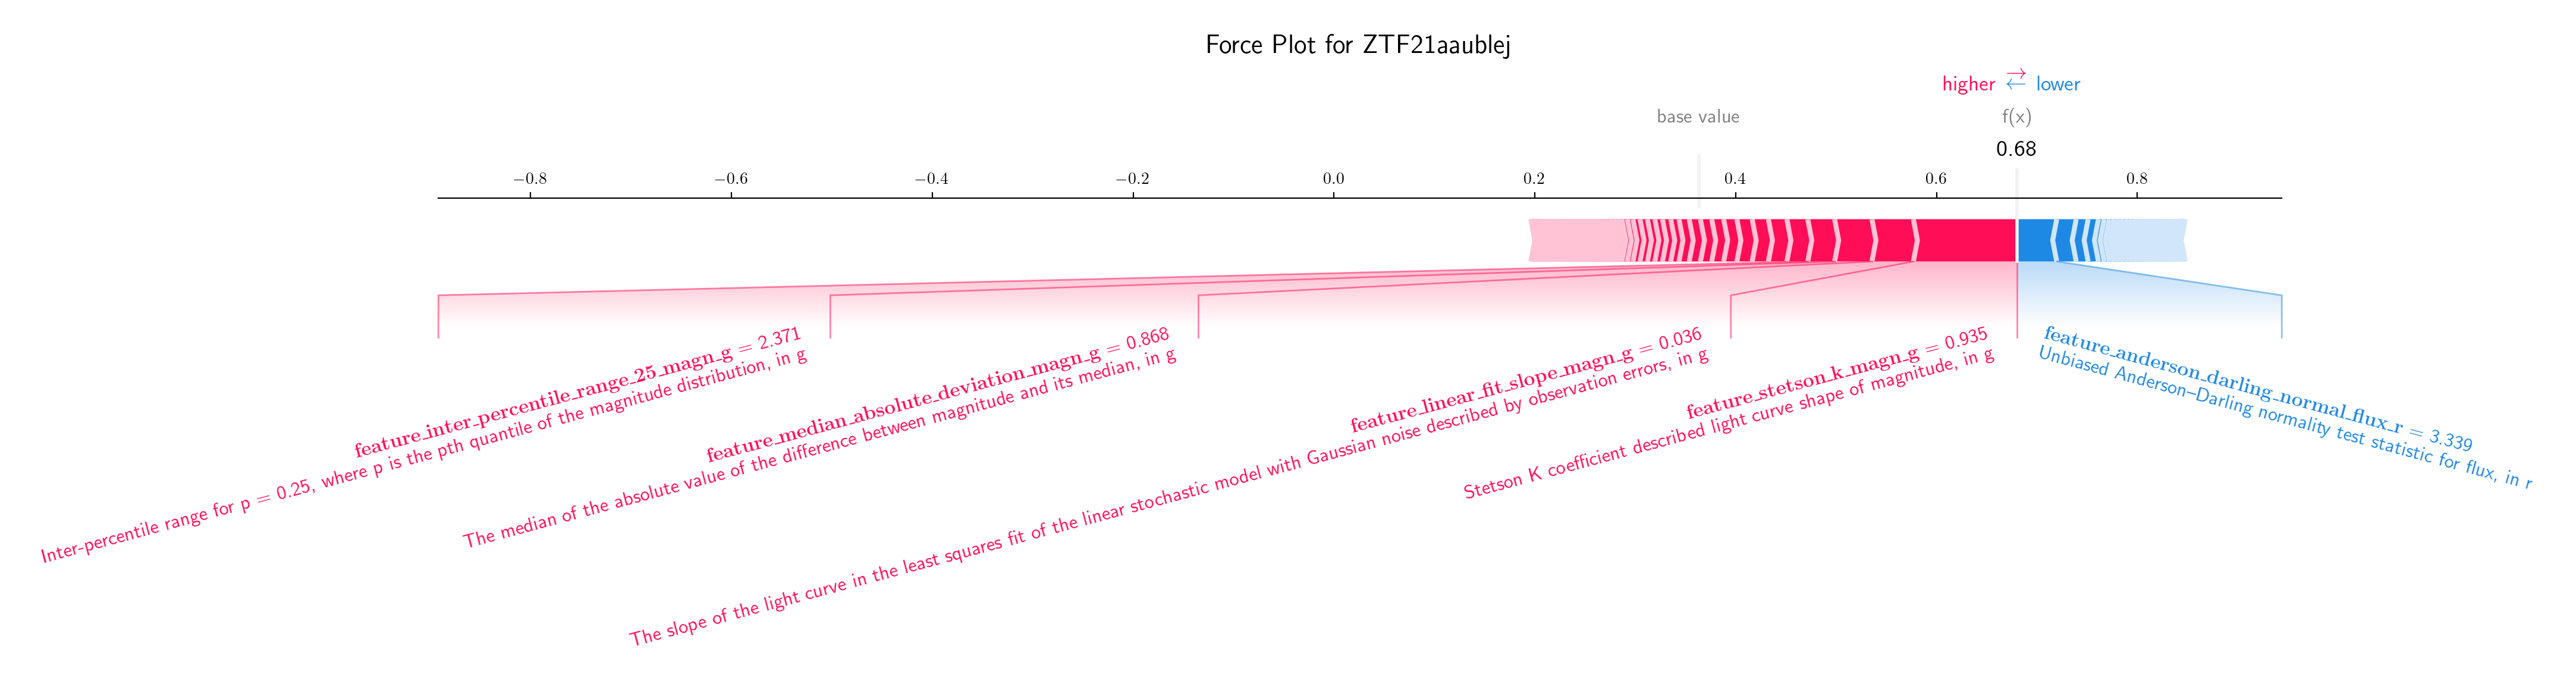 Force Plot for ZTF21aaublej
higher ⇄ lower
base value
f(x)
0.68
−0.8 −0.6 −0.4 −0.2 0.0 0.2 0.4 0.6 0.8
feature_inter_percentile_range_25_magn_g = 2.371
Inter-percentile range for p = 0.25, where p is the pth quantile of the magnitude distribution, in g
feature_median_absolute_deviation_magn_g = 0.868
The median of the absolute value of the difference between magnitude and its median, in g
feature_linear_fit_slope_magn_g = 0.036
The slope of the light curve in the least squares fit of the linear stochastic model with Gaussian noise described by observation errors, in g
feature_stetson_k_magn_g = 0.935
Stetson K coefficient described light curve shape of magnitude, in g
feature_anderson_darling_normal_flux_r = 3.339
Unbiased Anderson–Darling normality test statistic for flux, in r